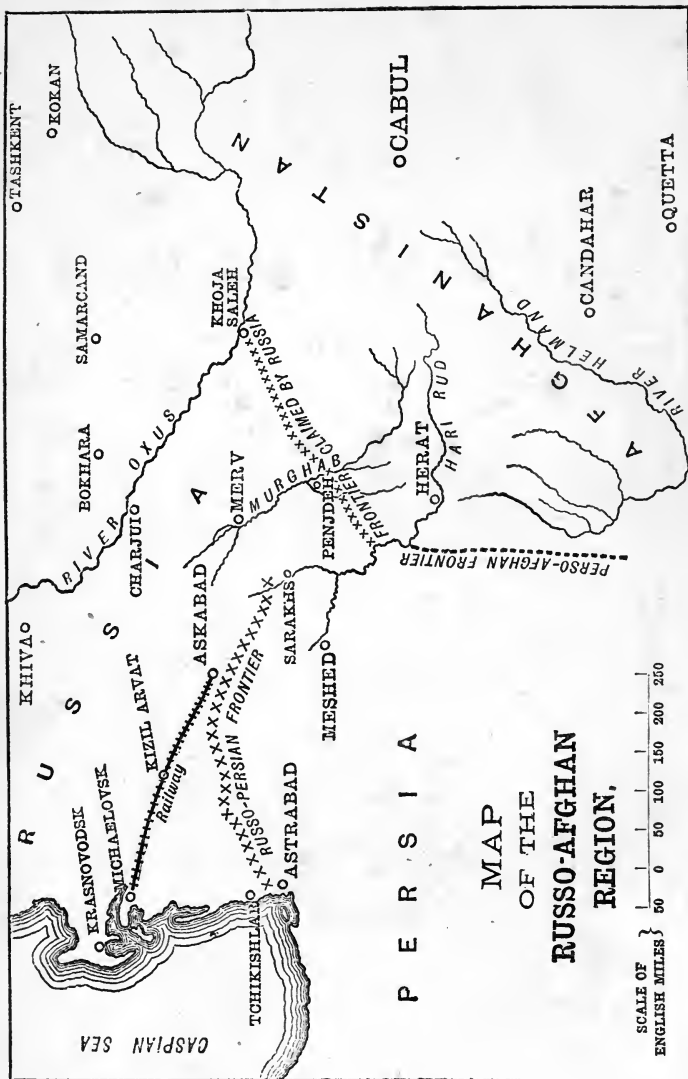 CASPIAN SEA
KRASNOVODSK
MICHAELOVSK
KHIVA
RUSSIA
KIZIL ARVAT
Railway
ASKABAD
RIVER OXUS
CHARJUI
BOKHARA
SAMARCAND
TASHKENT
KOKAN
MERV
MURGHAB
KHOJA
SALEH
FRONTIER CLAIMED BY RUSSIA
PENJDEH
TCHIKISHLAR
ASTRABAD
RUSSO-PERSIAN FRONTIER
SARAKHS
MESHED
HERAT
HARI RUD
PERSO-AFGHAN FRONTIER
AFGHANISTAN
CABUL
CANDAHAR
RIVER HELMAND
QUETTA
PERSIA
MAP
OF THE
RUSSO-AFGHAN
REGION.
SCALE OF
ENGLISH MILES}
50 0 50 100 150 200 250